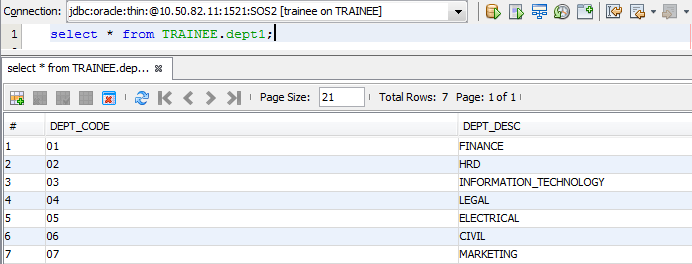 Connection: jdbc:oracle:thin:@10.50.82.11:1521:SOS2 [trainee on TRAINEE]
1 select * from TRAINEE.dept1;
select * from TRAINEE.dep...
Page Size: 21 Total Rows: 7 Page: 1 of 1
# DEPT_CODE DEPT_DESC
1 01 FINANCE
2 02 HRD
3 03 INFORMATION_TECHNOLOGY
4 04 LEGAL
5 05 ELECTRICAL
6 06 CIVIL
7 07 MARKETING